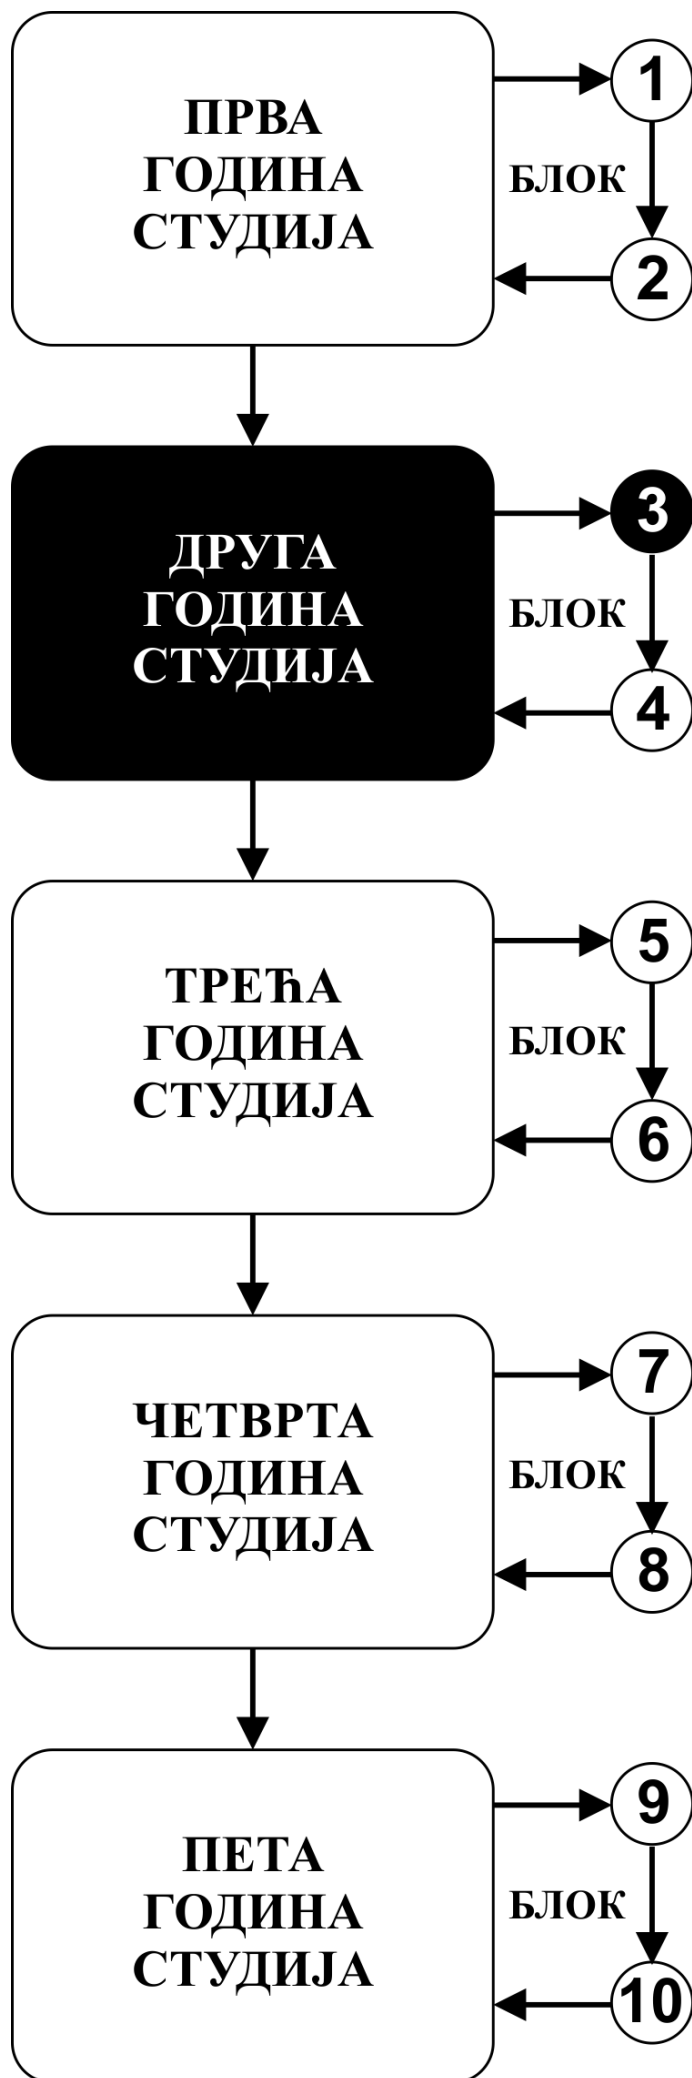 ПРВА
ГОДИНА
СТУДИЈА
1
БЛОК
2
ДРУГА
ГОДИНА
СТУДИЈА
3
БЛОК
4
ТРЕЋА
ГОДИНА
СТУДИЈА
5
БЛОК
6
ЧЕТВРТА
ГОДИНА
СТУДИЈА
7
БЛОК
8
ПЕТА
ГОДИНА
СТУДИЈА
9
БЛОК
10